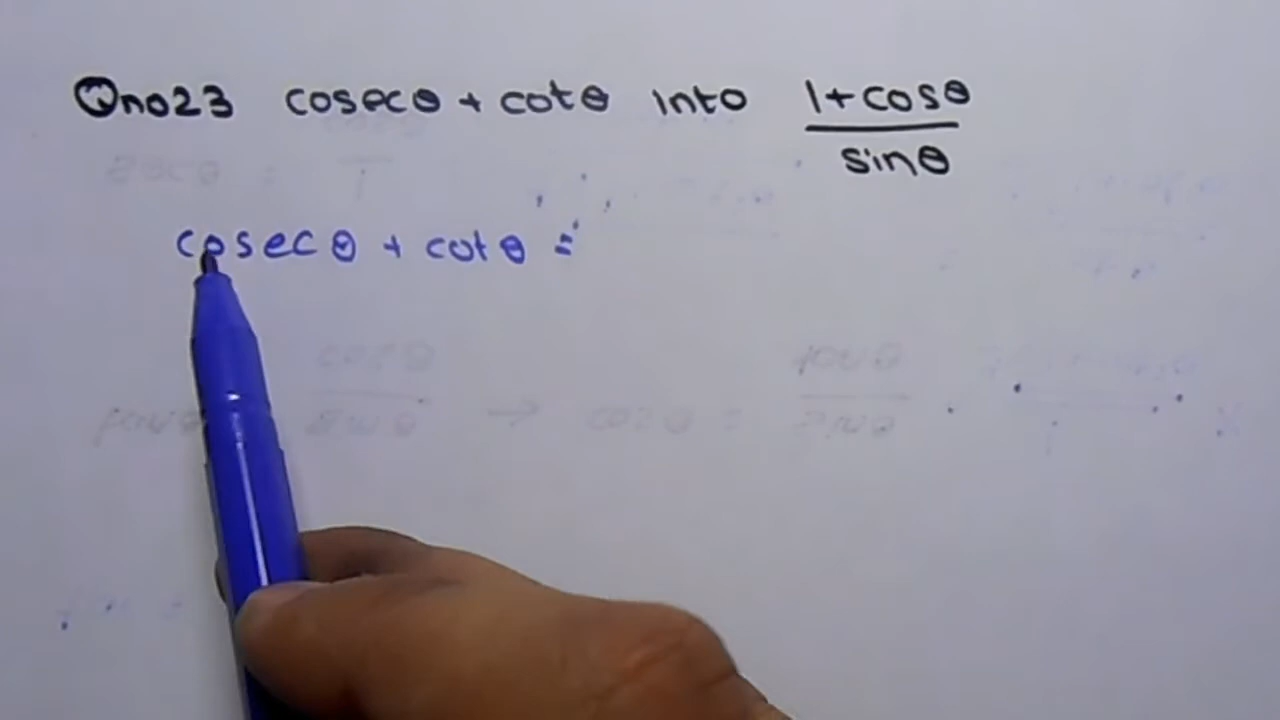 Qno23 cosecθ + cotθ into 1+cosθ / sinθ
cosecθ + cotθ =